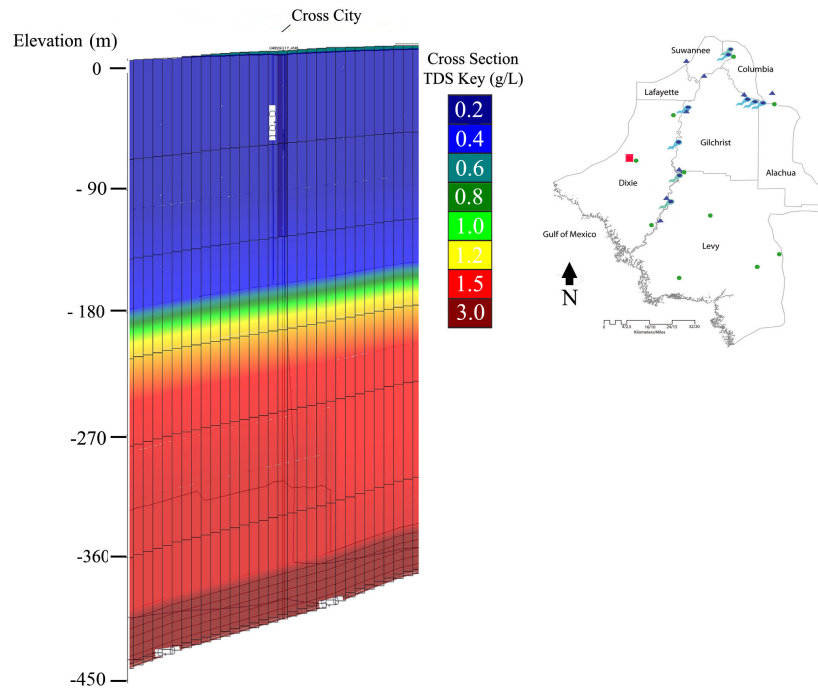 Cross City
Elevation (m)
0
- 90
- 180
-270
-360
-450
Cross Section
TDS Key (g/L)
0.2
0.4
0.6
0.8
1.0
1.2
1.5
3.0
Suwannee
Columbia
Lafayette
Gilchrist
Alachua
Dixie
Gulf of Mexico
Levy
N
Kilometers/Miles